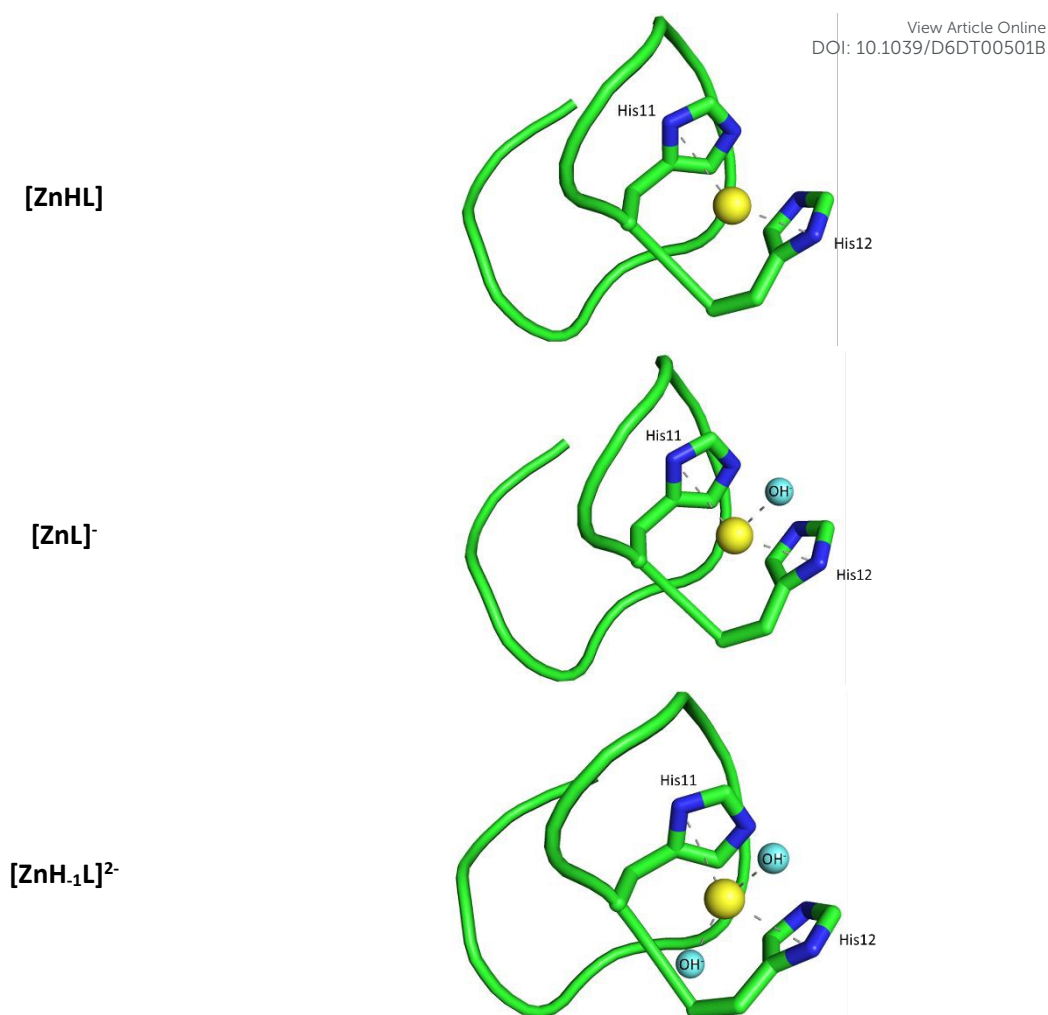 View Article Online
DOI: 10.1039/D6DT00501B
His11
[ZnHL]
His12
His11
OH-
[ZnL]-
His12
His11
OH-
[ZnH-1L]2-
His12
OH-